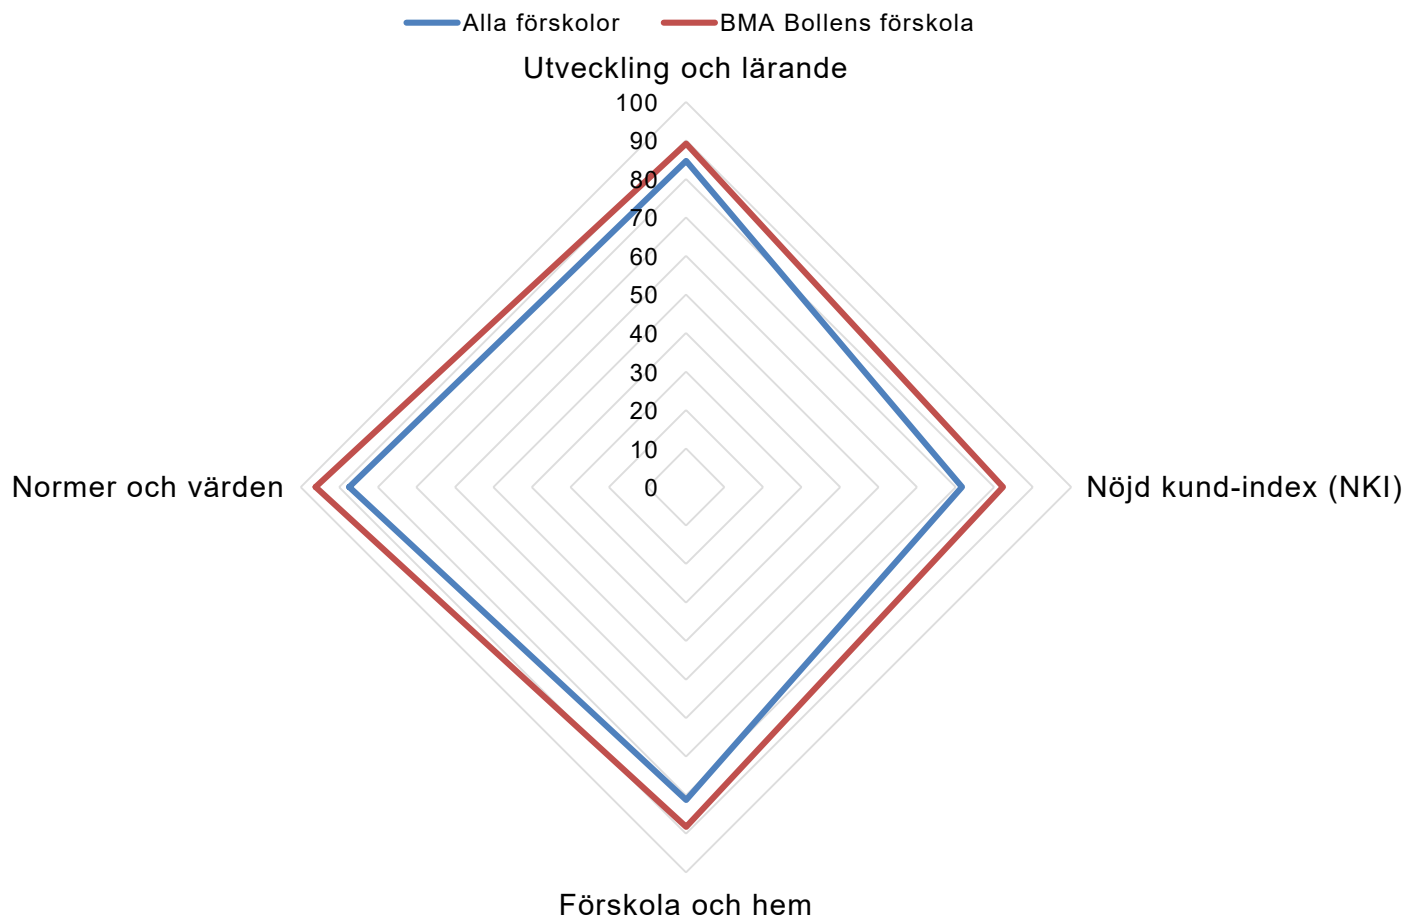 Alla förskolor
BMA Bollens förskola
Utveckling och lärande
100
90
80
70
60
50
40
30
20
10
0
Normer och värden
Nöjd kund-index (NKI)
Förskola och hem